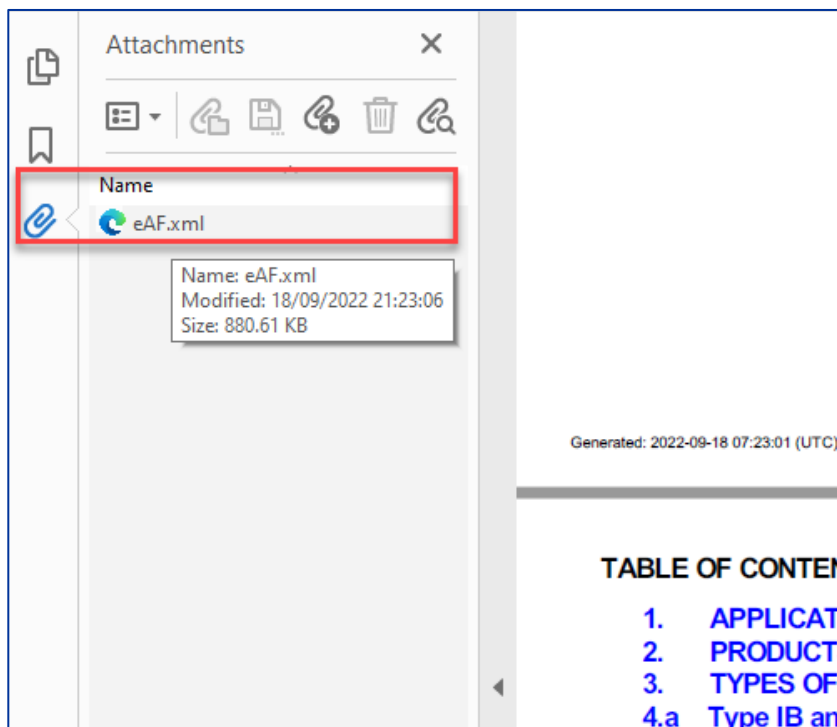 Attachments
Name
eAF.xml
Name: eAF.xml
Modified: 18/09/2022 21:23:06
Size: 880.61 KB
Generated: 2022-09-18 07:23:01 (UTC)
TABLE OF CONTEN
1. APPLICAT
2. PRODUCT
3. TYPES OF
4.a Type IB an